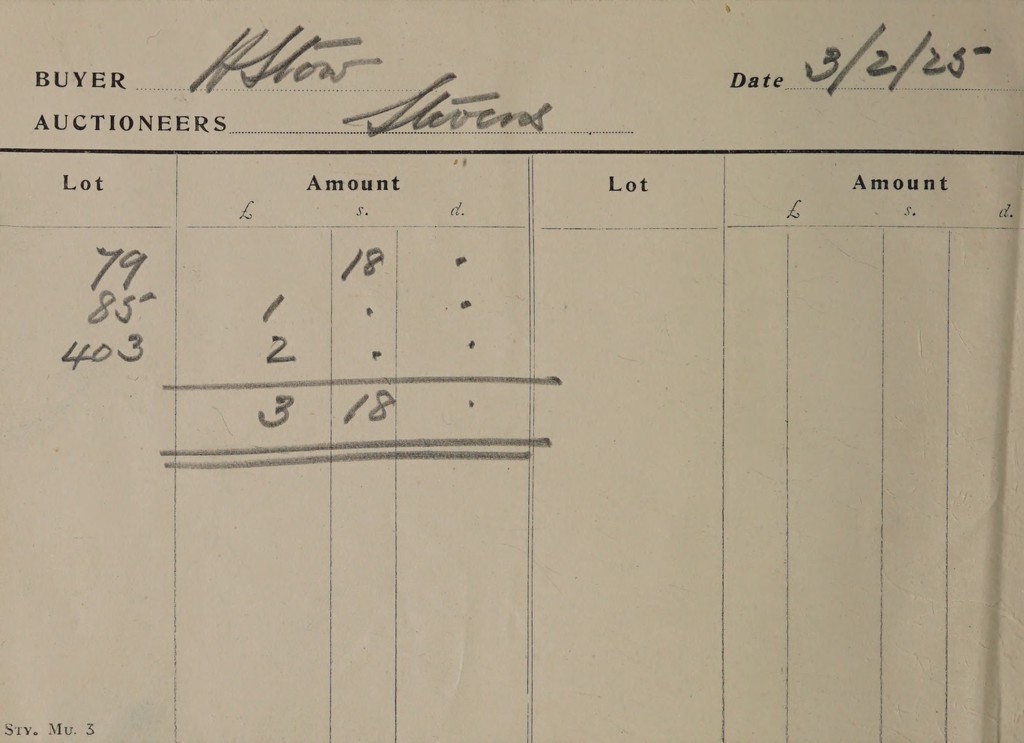 BUYER H Stow Date 3/2/25
AUCTIONEERS Stevens
Lot Amount Lot Amount
£ s. d. £ s. d.
79 18 .
85 1 . .
403 2 . .
3 18 .
STY. MU. 3